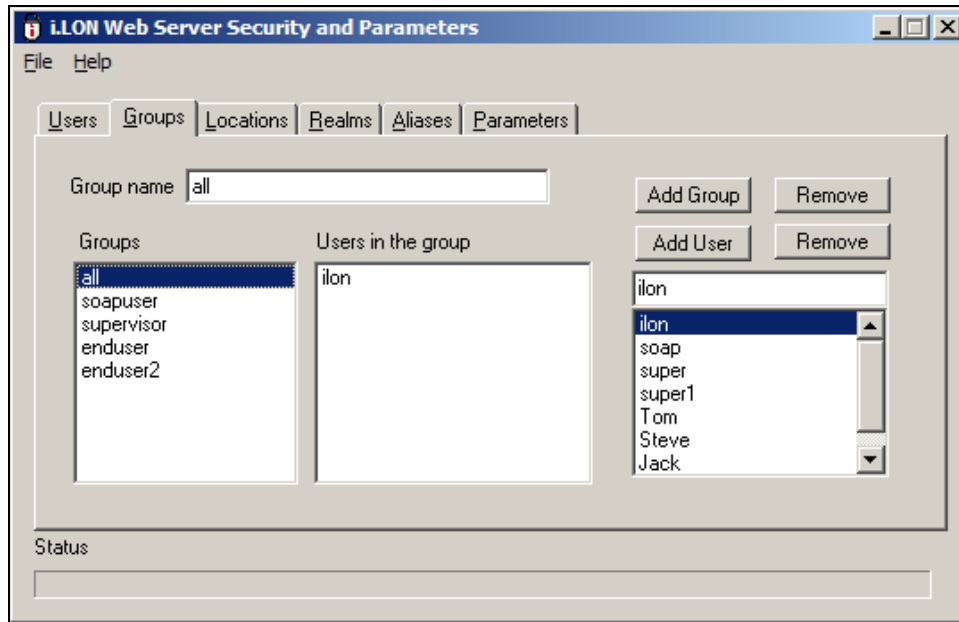 i.LON Web Server Security and Parameters
File Help
Users Groups Locations Realms Aliases Parameters
Group name all
Add Group Remove
Groups Users in the group
Add User Remove
all
soapuser
supervisor
enduser
enduser2
ilon
ilon
ilon
soap
super
super1
Tom
Steve
Jack
Status